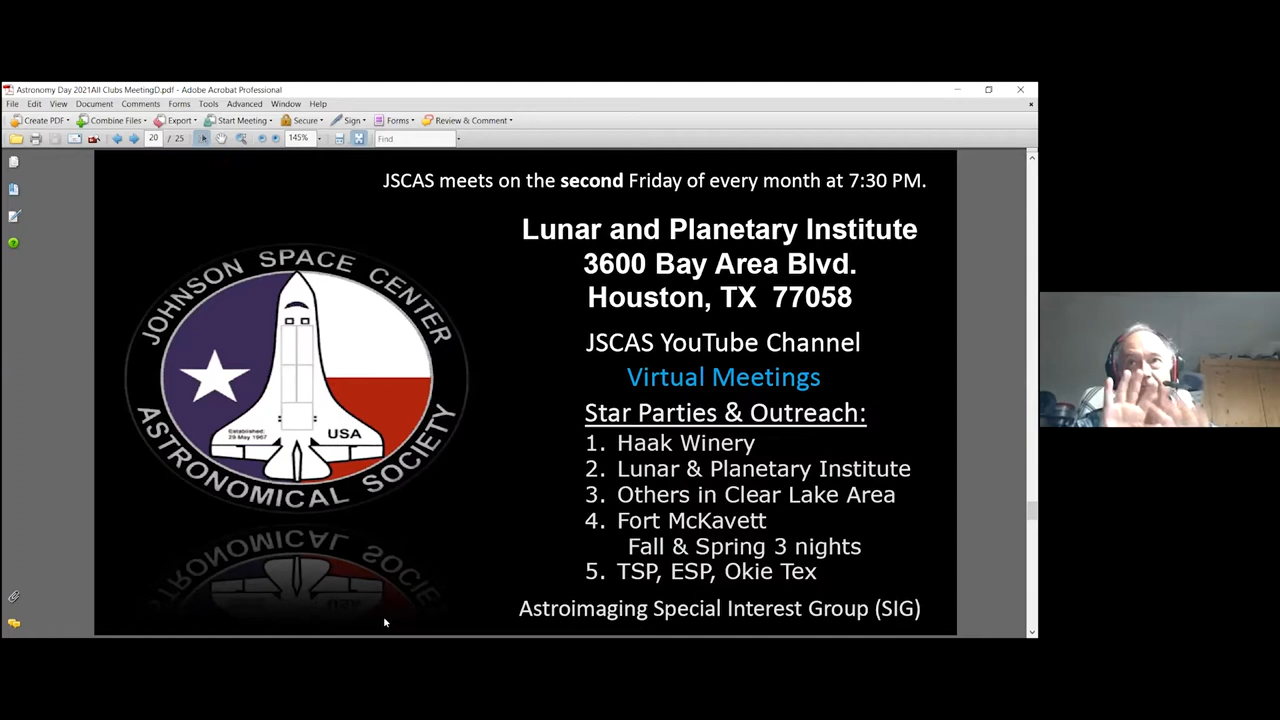 Astronomy Day 2021All Clubs MeetingD.pdf - Adobe Acrobat Professional
File Edit View Document Comments Forms Tools Advanced Window Help
Create PDF Combine Files Export Start Meeting Secure Sign Forms Review & Comment
20 / 25 145% Find
JSCAS meets on the second Friday of every month at 7:30 PM.
Lunar and Planetary Institute
3600 Bay Area Blvd.
Houston, TX 77058
JSCAS YouTube Channel
Virtual Meetings
Star Parties & Outreach:
1. Haak Winery
2. Lunar & Planetary Institute
3. Others in Clear Lake Area
4. Fort McKavett
Fall & Spring 3 nights
5. TSP, ESP, Okie Tex
Astroimaging Special Interest Group (SIG)
JOHNSON SPACE CENTER
Established:
29 May 1967
USA
ASTRONOMICAL SOCIETY